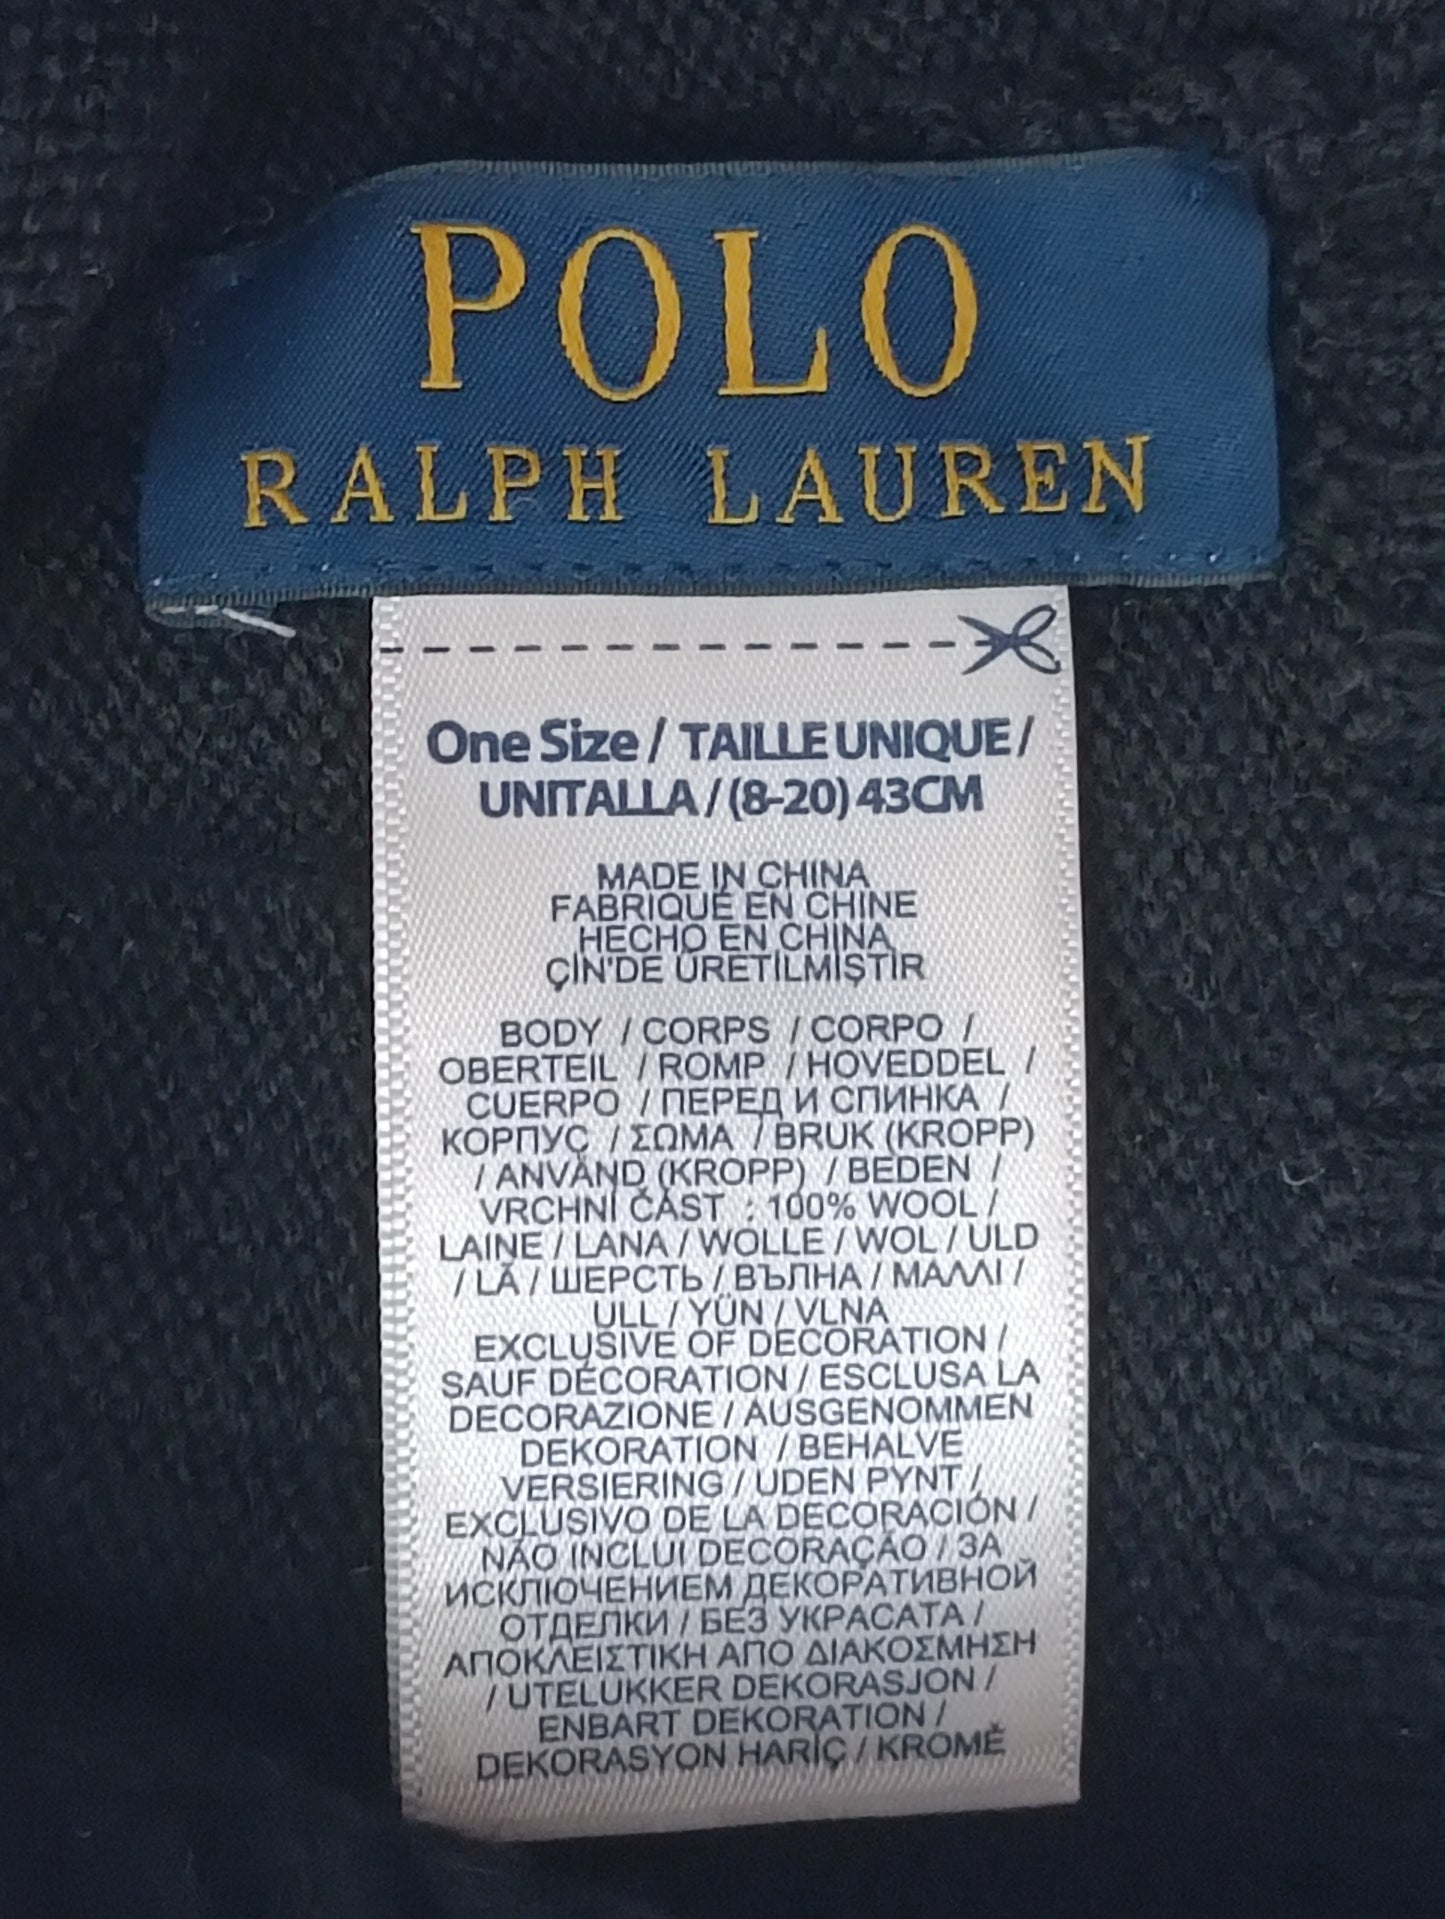 POLO
RALPH LAUREN
One Size / TAILLE UNIQUE /
UNITALLA / (8-20) 43CM
MADE IN CHINA
FABRIQUÉ EN CHINE
HECHO EN CHINA
ÇİN'DE ÜRETİLMİŞTİR
BODY / CORPS / CORPO /
OBERTEIL / ROMP / HOVEDDEL /
CUERPO / ПЕРЕД И СПИНКА /
КОРПУС / ΣΩΜΑ / BRUK (KROPP)
/ ANVÄND (KROPP) / BEDEN /
VRCHNÍ ČÁST : 100% WOOL /
LAINE / LANA / WOLLE / WOL / ULD
/ LÃ / ШЕРСТЬ / ВЪЛНА / ΜΑΛΛΙ /
ULL / YÜN / VLNA
EXCLUSIVE OF DECORATION /
SAUF DÉCORATION / ESCLUSA LA
DECORAZIONE / AUSGENOMMEN
DEKORATION / BEHALVE
VERSIERING / UDEN PYNT /
EXCLUSIVO DE LA DECORACIÓN /
NÃO INCLUI DECORAÇÃO / ЗА
ИСКЛЮЧЕНИЕМ ДЕКОРАТИВНОЙ
ОТДЕЛКИ / БЕЗ УКРАСАТА /
ΑΠΟΚΛΕΙΣΤΙΚΗ ΑΠΟ ΔΙΑΚΟΣΜΗΣΗ
/ UTELUKKER DEKORASJON /
ENBART DEKORATION /
DEKORASYON HARİÇ / KROMĚ